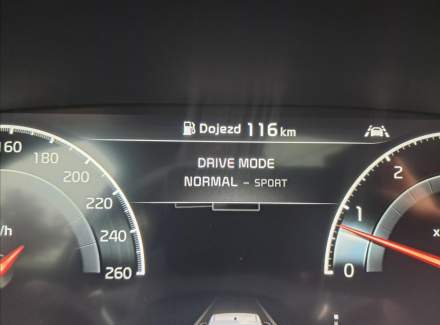 Dojezd 116 km
DRIVE MODE
NORMAL - SPORT
160
180
200
220
240
260
/h
2
1
0
x